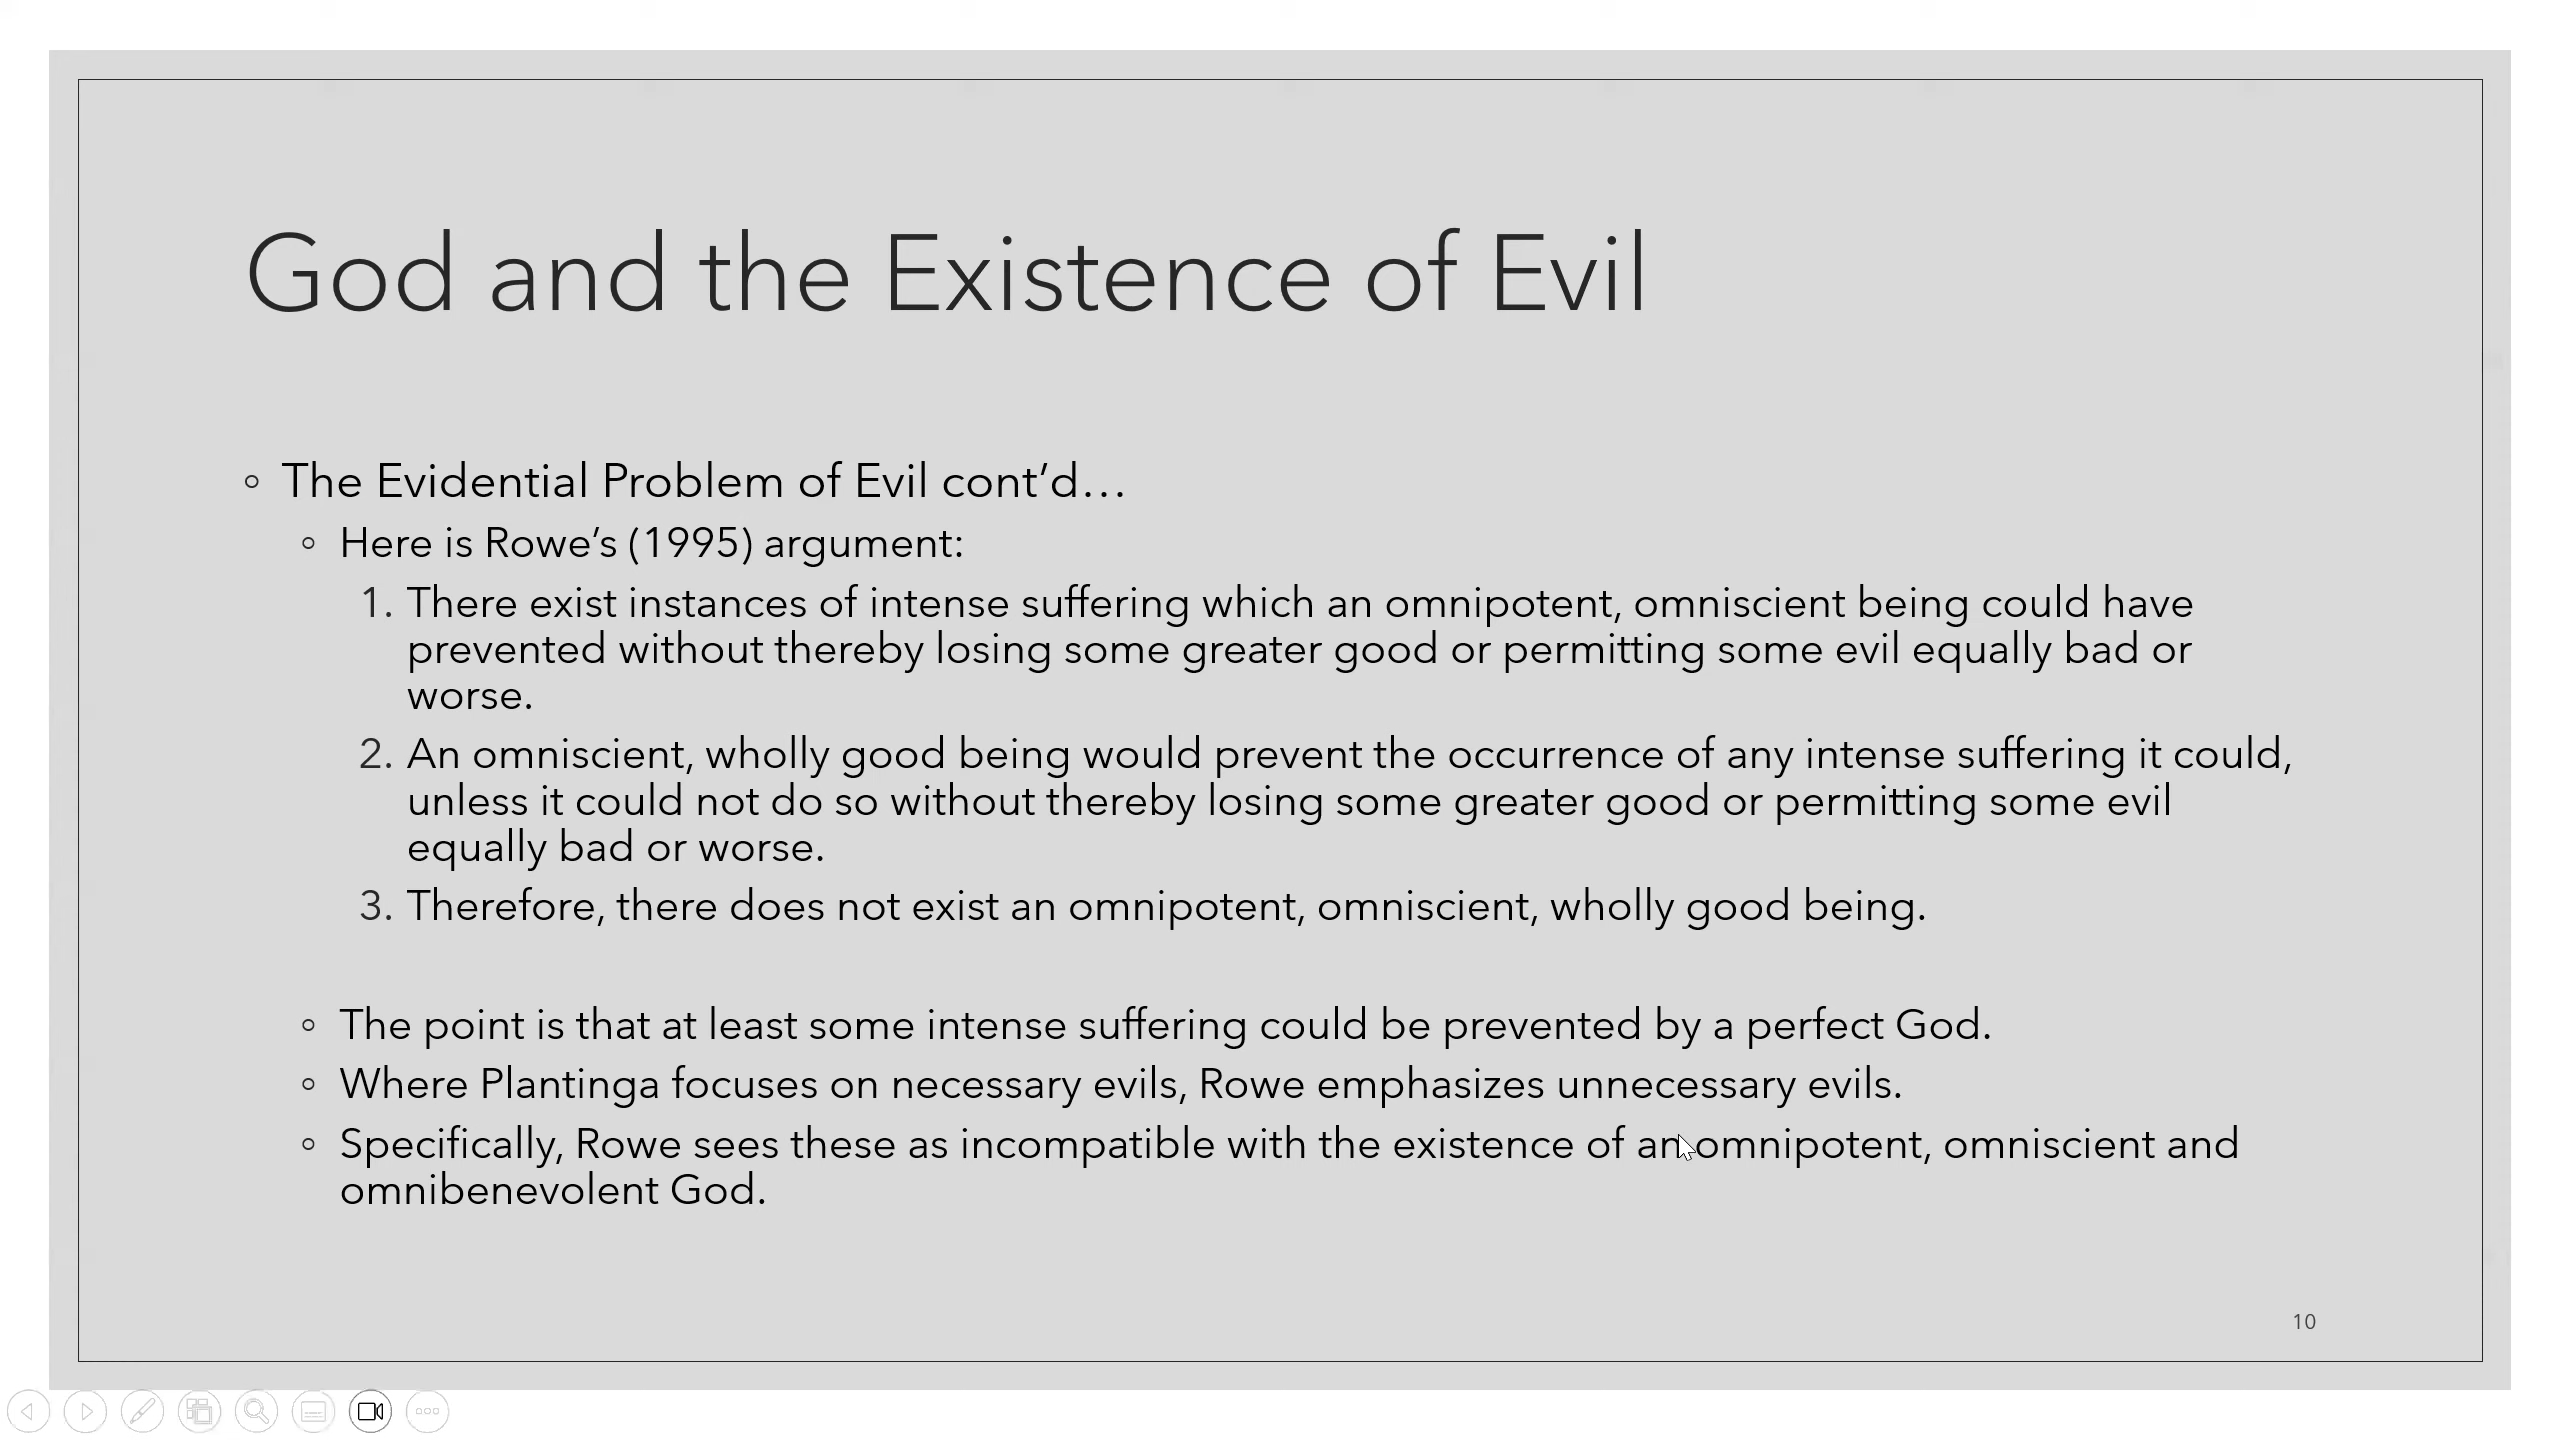 God and the Existence of Evil
◦ The Evidential Problem of Evil cont’d…
◦ Here is Rowe’s (1995) argument:
1. There exist instances of intense suffering which an omnipotent, omniscient being could have
prevented without thereby losing some greater good or permitting some evil equally bad or
worse.
2. An omniscient, wholly good being would prevent the occurrence of any intense suffering it could,
unless it could not do so without thereby losing some greater good or permitting some evil
equally bad or worse.
3. Therefore, there does not exist an omnipotent, omniscient, wholly good being.
◦ The point is that at least some intense suffering could be prevented by a perfect God.
◦ Where Plantinga focuses on necessary evils, Rowe emphasizes unnecessary evils.
◦ Specifically, Rowe sees these as incompatible with the existence of an omnipotent, omniscient and
omnibenevolent God.
10